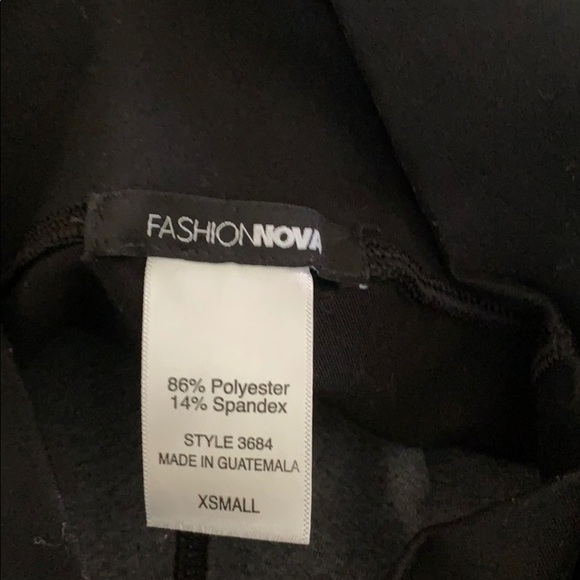 FASHIONNOVA
86% Polyester
14% Spandex
STYLE 3684
MADE IN GUATEMALA
XSMALL